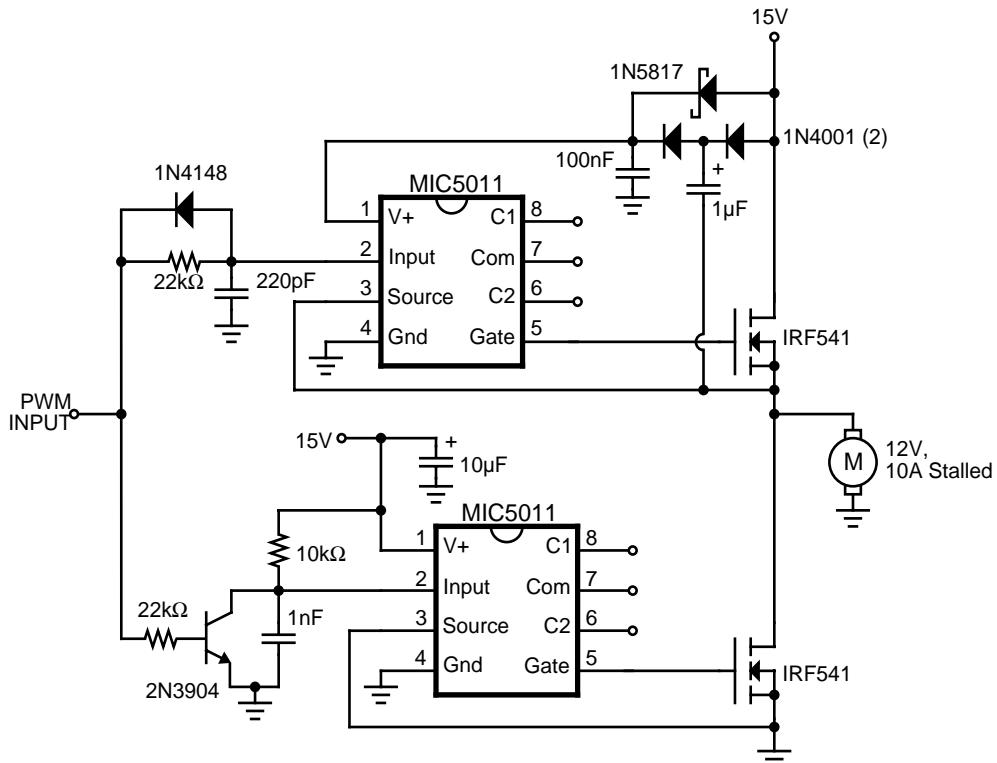 15V
1N5817
1N4001 (2)
100nF
+
1µF
1N4148
MIC5011
1 V+ C1 8
2 Input Com 7
3 Source C2 6
4 Gnd Gate 5
22kΩ
220pF
IRF541
PWM
INPUT
15V
+
10µF
M
12V,
10A Stalled
MIC5011
10kΩ
1 V+ C1 8
2 Input Com 7
3 Source C2 6
4 Gnd Gate 5
22kΩ
1nF
2N3904
IRF541